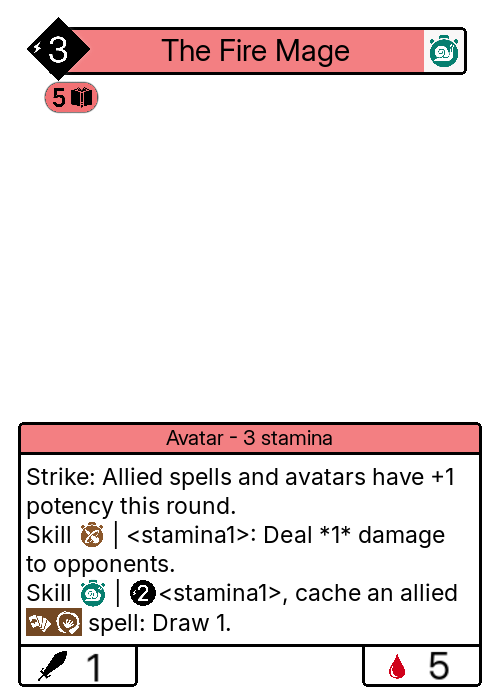 3
The Fire Mage
5
Avatar - 3 stamina
Strike: Allied spells and avatars have +1
potency this round.
Skill | <stamina1>: Deal *1* damage
to opponents.
Skill | 2 <stamina1>, cache an allied
spell: Draw 1.
1
5